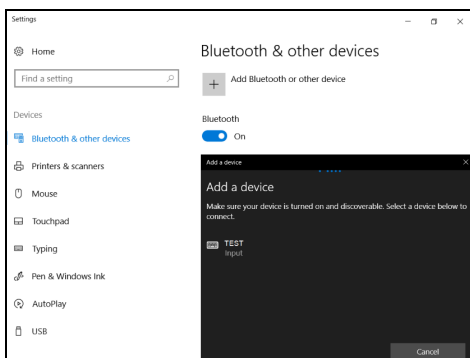 Settings
Home
Find a setting
Devices
Bluetooth & other devices
Printers & scanners
Mouse
Touchpad
Typing
Pen & Windows Ink
AutoPlay
USB
Bluetooth & other devices
Add Bluetooth or other device
Bluetooth
On
Add a device
Add a device
Make sure your device is turned on and discoverable. Select a device below to
connect.
TEST
Input
Cancel